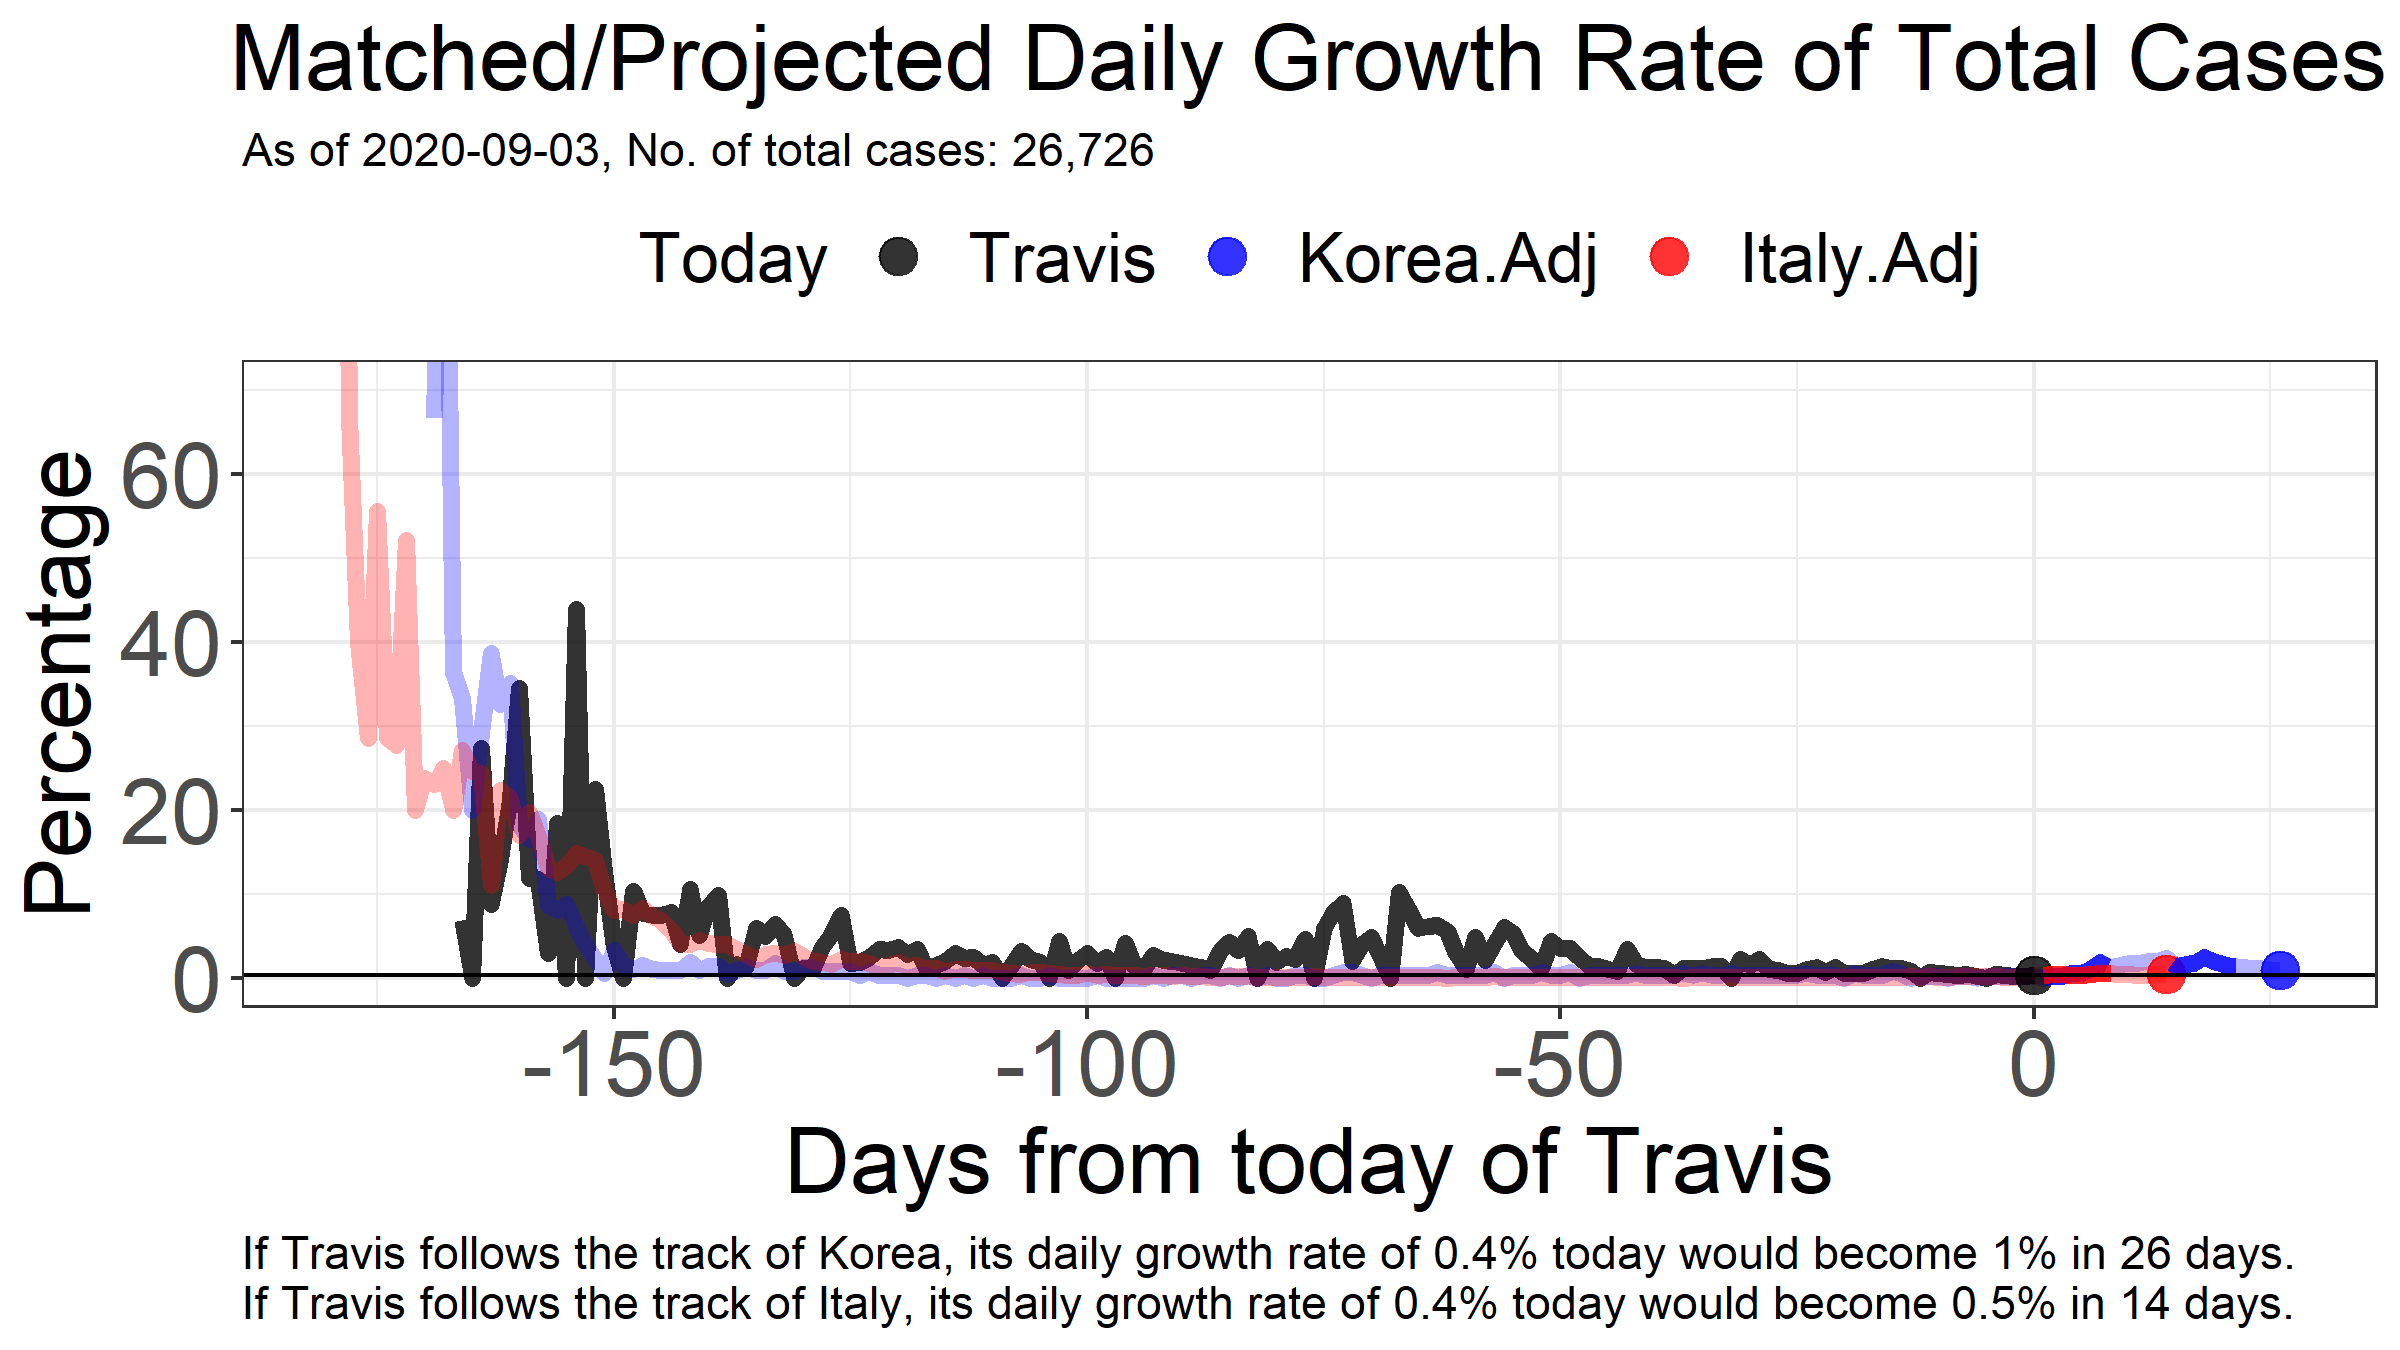 Matched/Projected Daily Growth Rate of Total Cases
As of 2020-09-03, No. of total cases: 26,726
Today Travis Korea.Adj Italy.Adj
Percentage
60
40
20
0
-150 -100 -50 0
Days from today of Travis
If Travis follows the track of Korea, its daily growth rate of 0.4% today would become 1% in 26 days.
If Travis follows the track of Italy, its daily growth rate of 0.4% today would become 0.5% in 14 days.